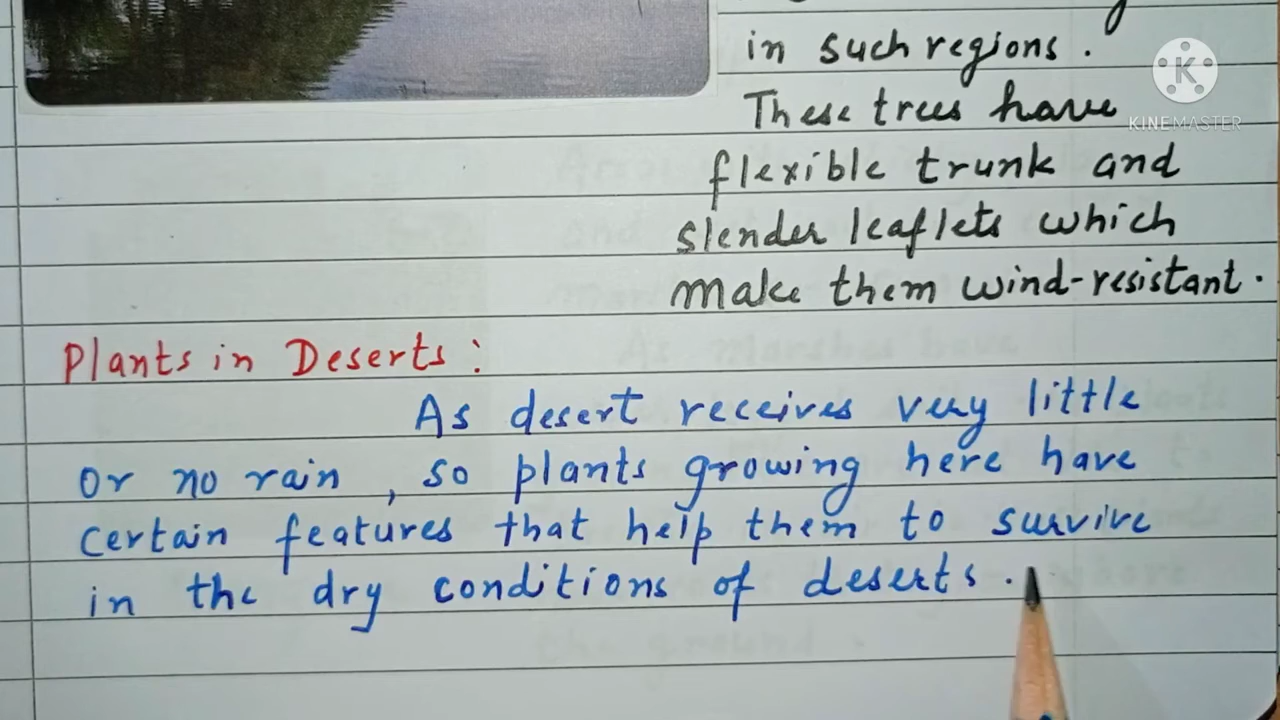 in such regions.
These trees have
flexible trunk and
slender leaflets which
make them wind-resistant.
Plants in Deserts:
As desert receives very little
or no rain, so plants growing here have
certain features that help them to survive
in the dry conditions of deserts.
K
KINEMASTER